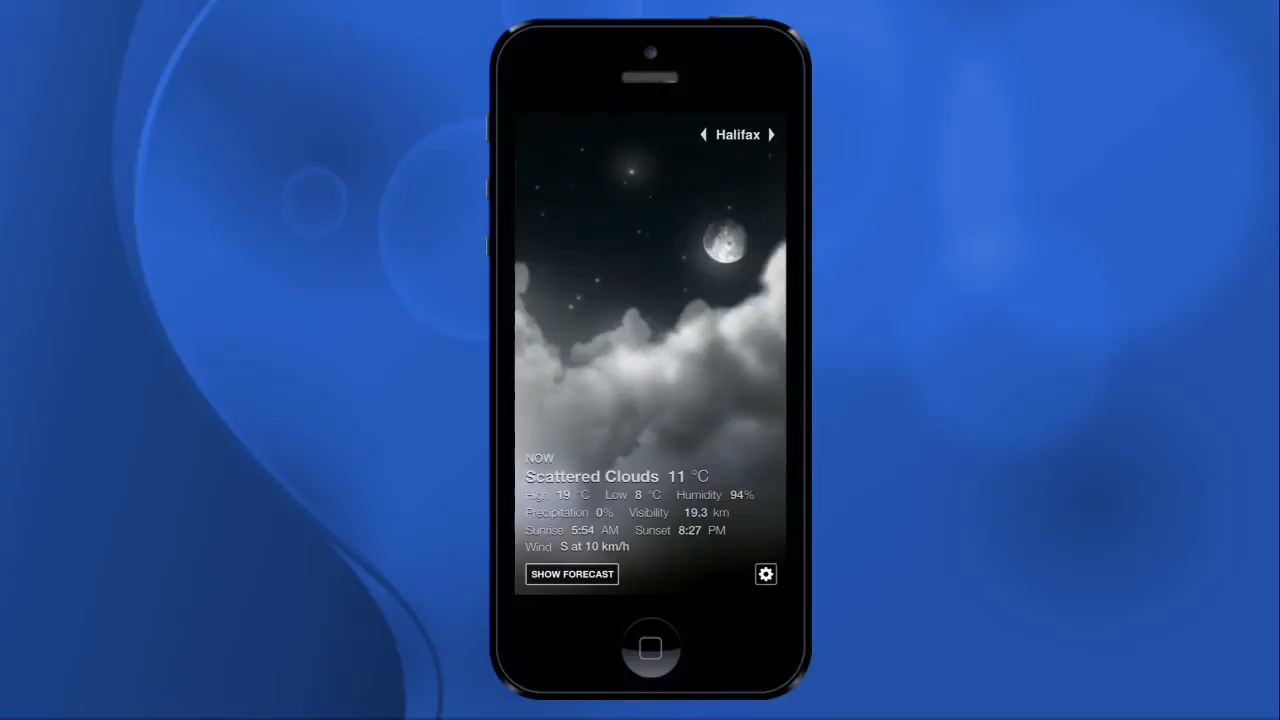 Halifax
NOW
Scattered Clouds 11 °C
High 19 °C Low 8 °C Humidity 94%
Precipitation 0% Visibility 19.3 km
Sunrise 5:54 AM Sunset 8:27 PM
Wind S at 10 km/h
SHOW FORECAST